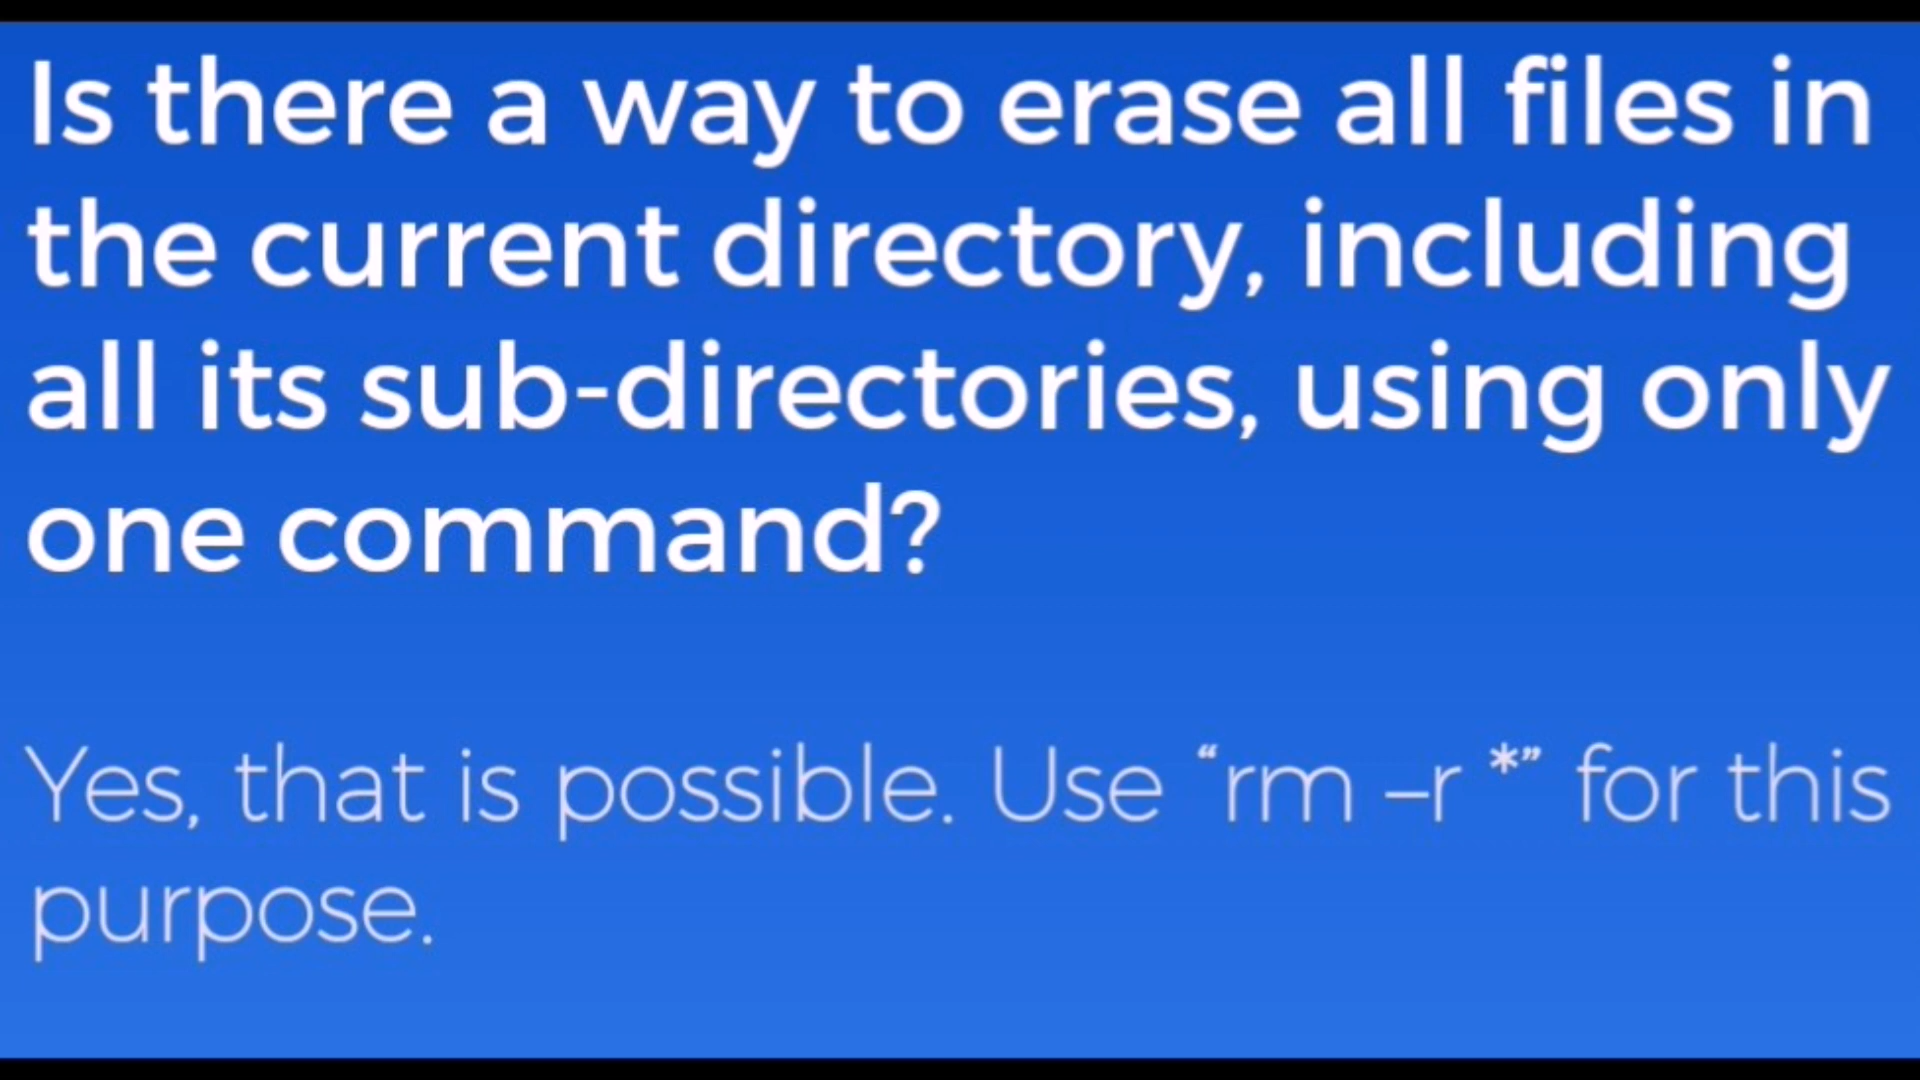 Is there a way to erase all files in
the current directory, including
all its sub-directories, using only
one command?
Yes, that is possible. Use “rm –r *” for this
purpose.